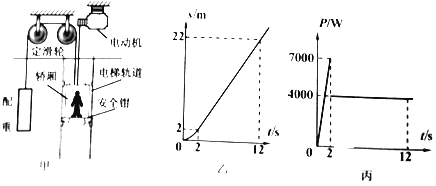 定滑轮
电动机
轿厢
电梯轨道
安全钳
配
重
甲
s/m
22
2
0
2
12
t/s
乙
P/W
7000
4000
0
2
12
t/s
丙